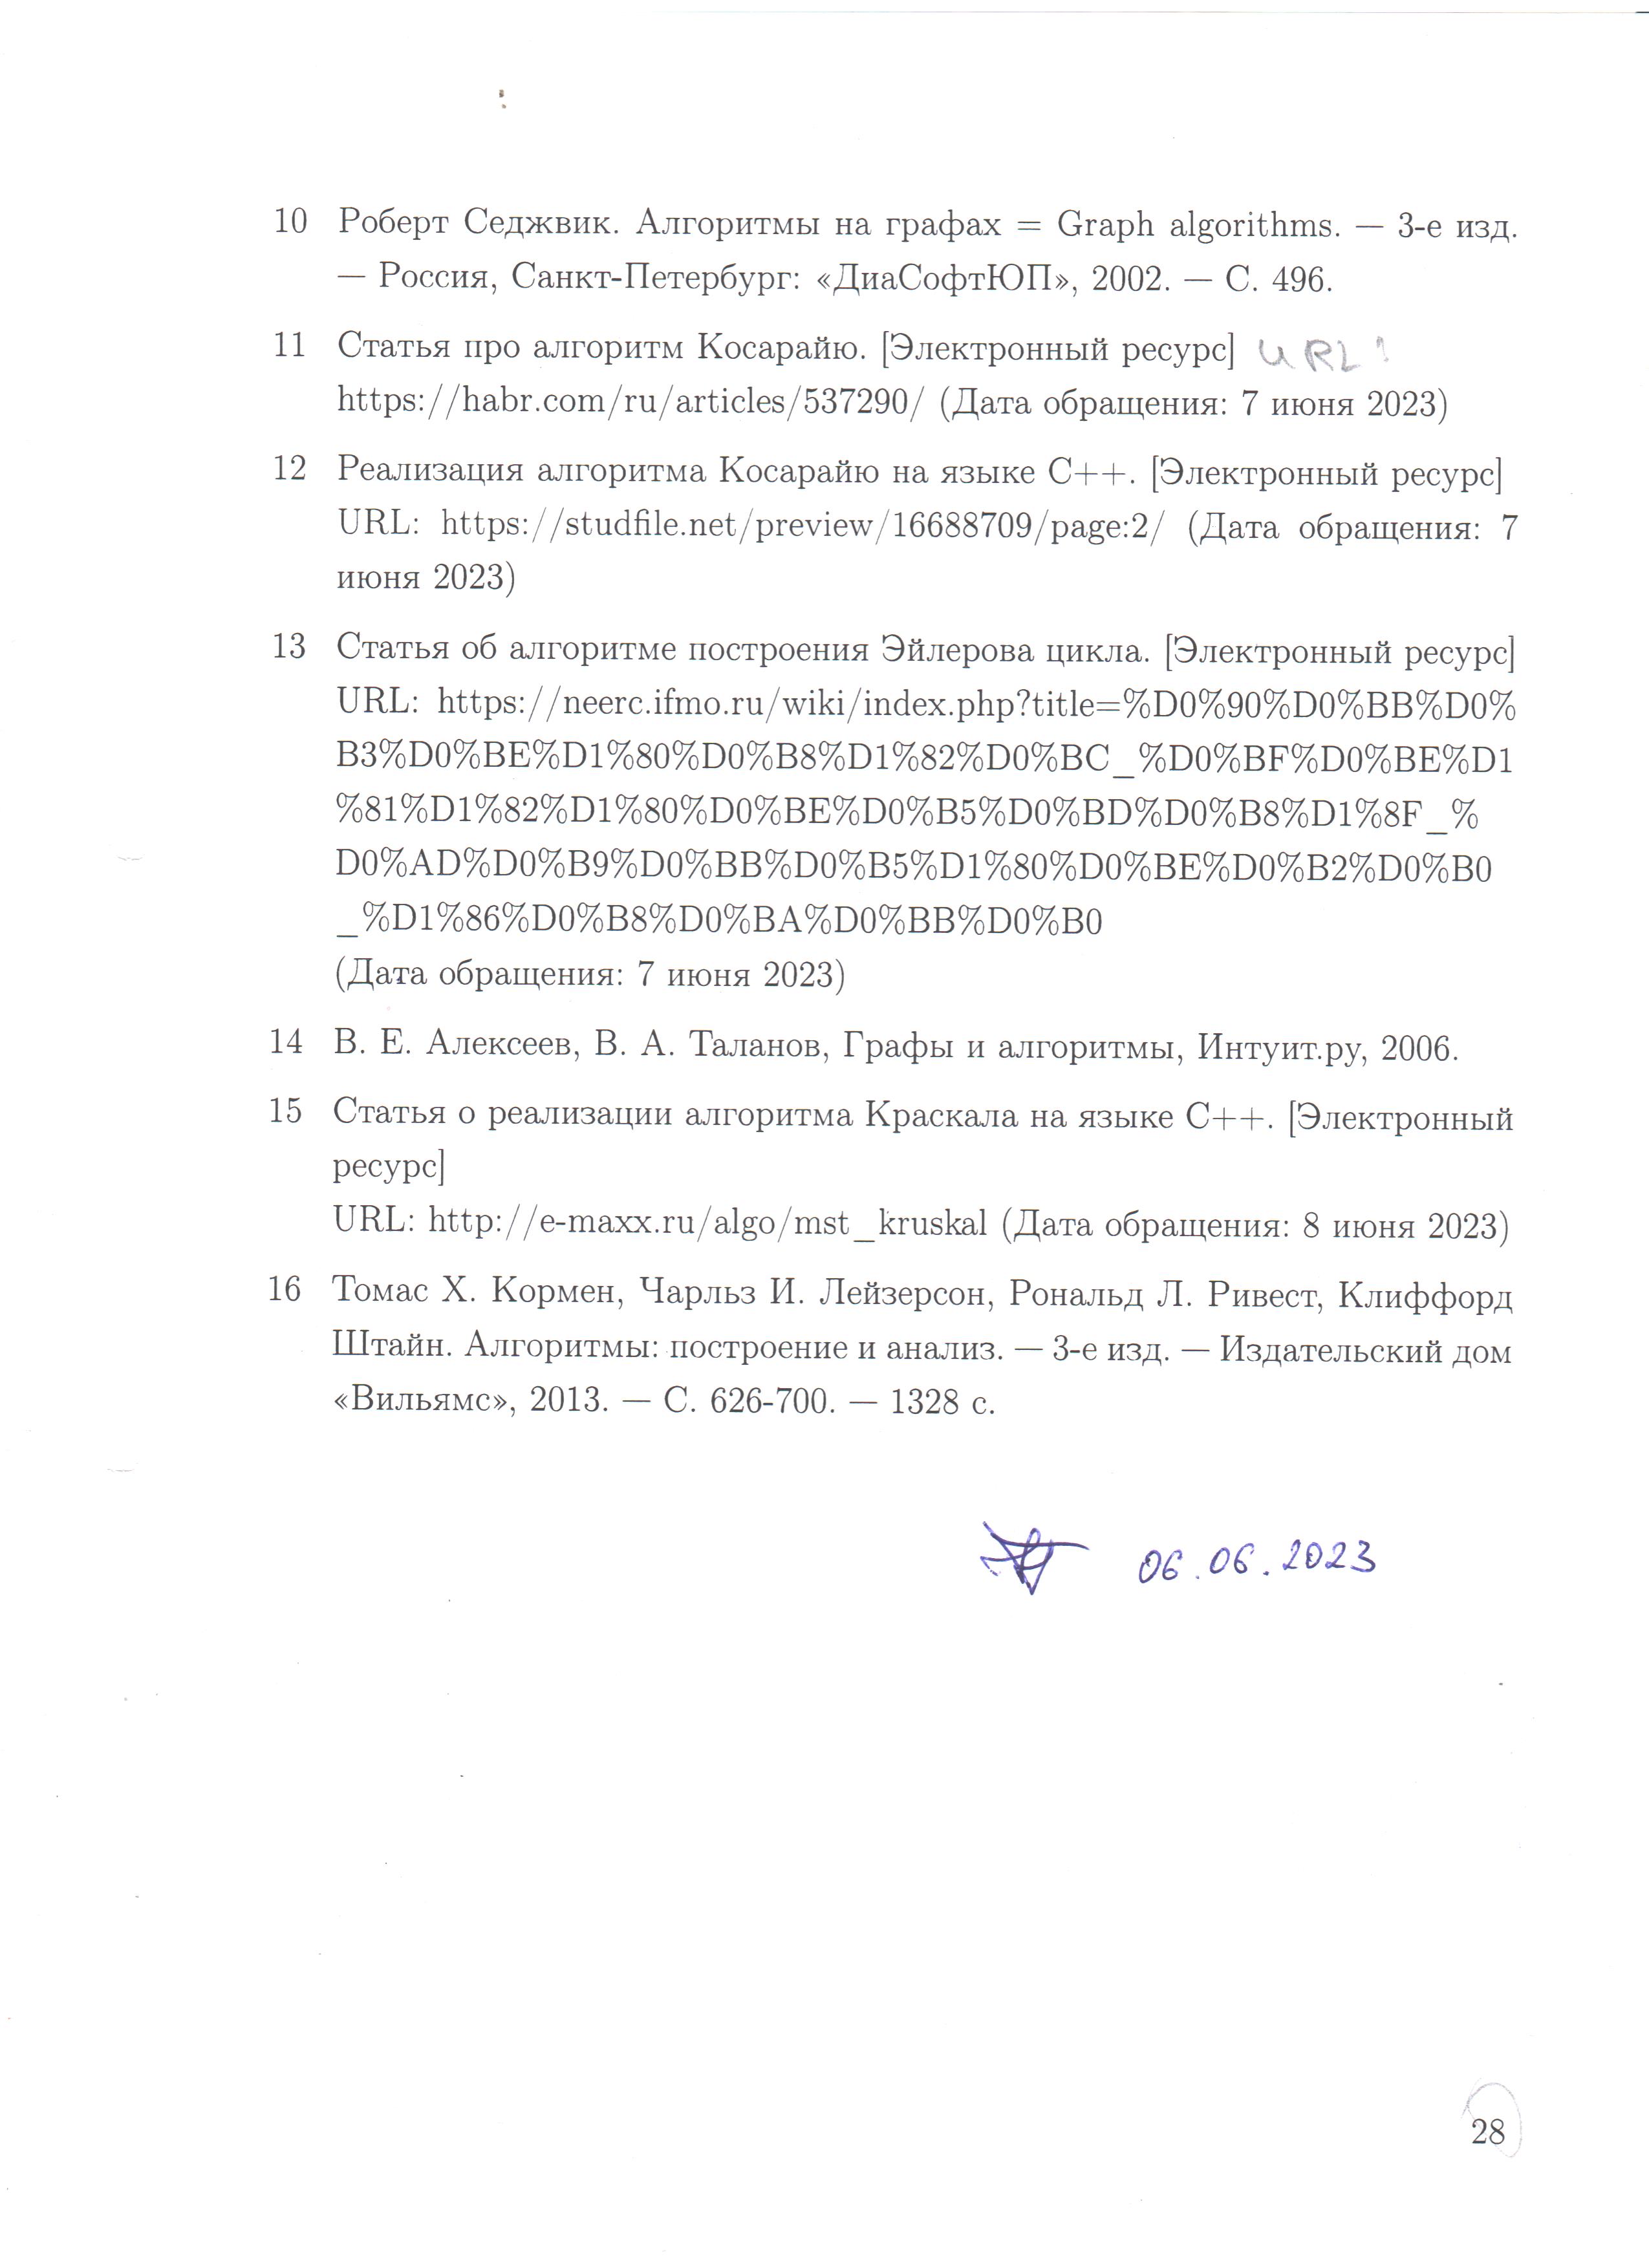 10 Роберт Седжвик. Алгоритмы на графах = Graph algorithms. — 3-е изд.
— Россия, Санкт-Петербург: «ДиаСофтЮП», 2002. — С. 496.
11 Статья про алгоритм Косарайю. [Электронный ресурс] URL:
https://habr.com/ru/articles/537290/ (Дата обращения: 7 июня 2023)
12 Реализация алгоритма Косарайю на языке C++. [Электронный ресурс]
URL: https://studfile.net/preview/16688709/page:2/ (Дата обращения: 7
июня 2023)
13 Статья об алгоритме построения Эйлерова цикла. [Электронный ресурс]
URL: https://neerc.ifmo.ru/wiki/index.php?title=%D0%90%D0%BB%D0%
B3%D0%BE%D1%80%D0%B8%D1%82%D0%BC_%D0%BF%D0%BE%D1
%81%D1%82%D1%80%D0%BE%D0%B5%D0%BD%D0%B8%D1%8F_%
D0%AD%D0%B9%D0%BB%D0%B5%D1%80%D0%BE%D0%B2%D0%B0
_%D1%86%D0%B8%D0%BA%D0%BB%D0%B0
(Дата обращения: 7 июня 2023)
14 В. Е. Алексеев, В. А. Таланов, Графы и алгоритмы, Интуит.ру, 2006.
15 Статья о реализации алгоритма Краскала на языке C++. [Электронный
ресурс]
URL: http://e-maxx.ru/algo/mst_kruskal (Дата обращения: 8 июня 2023)
16 Томас Х. Кормен, Чарльз И. Лейзерсон, Рональд Л. Ривест, Клиффорд
Штайн. Алгоритмы: построение и анализ. — 3-е изд. — Издательский дом
«Вильямс», 2013. — С. 626-700. — 1328 с.
06.06.2023
28